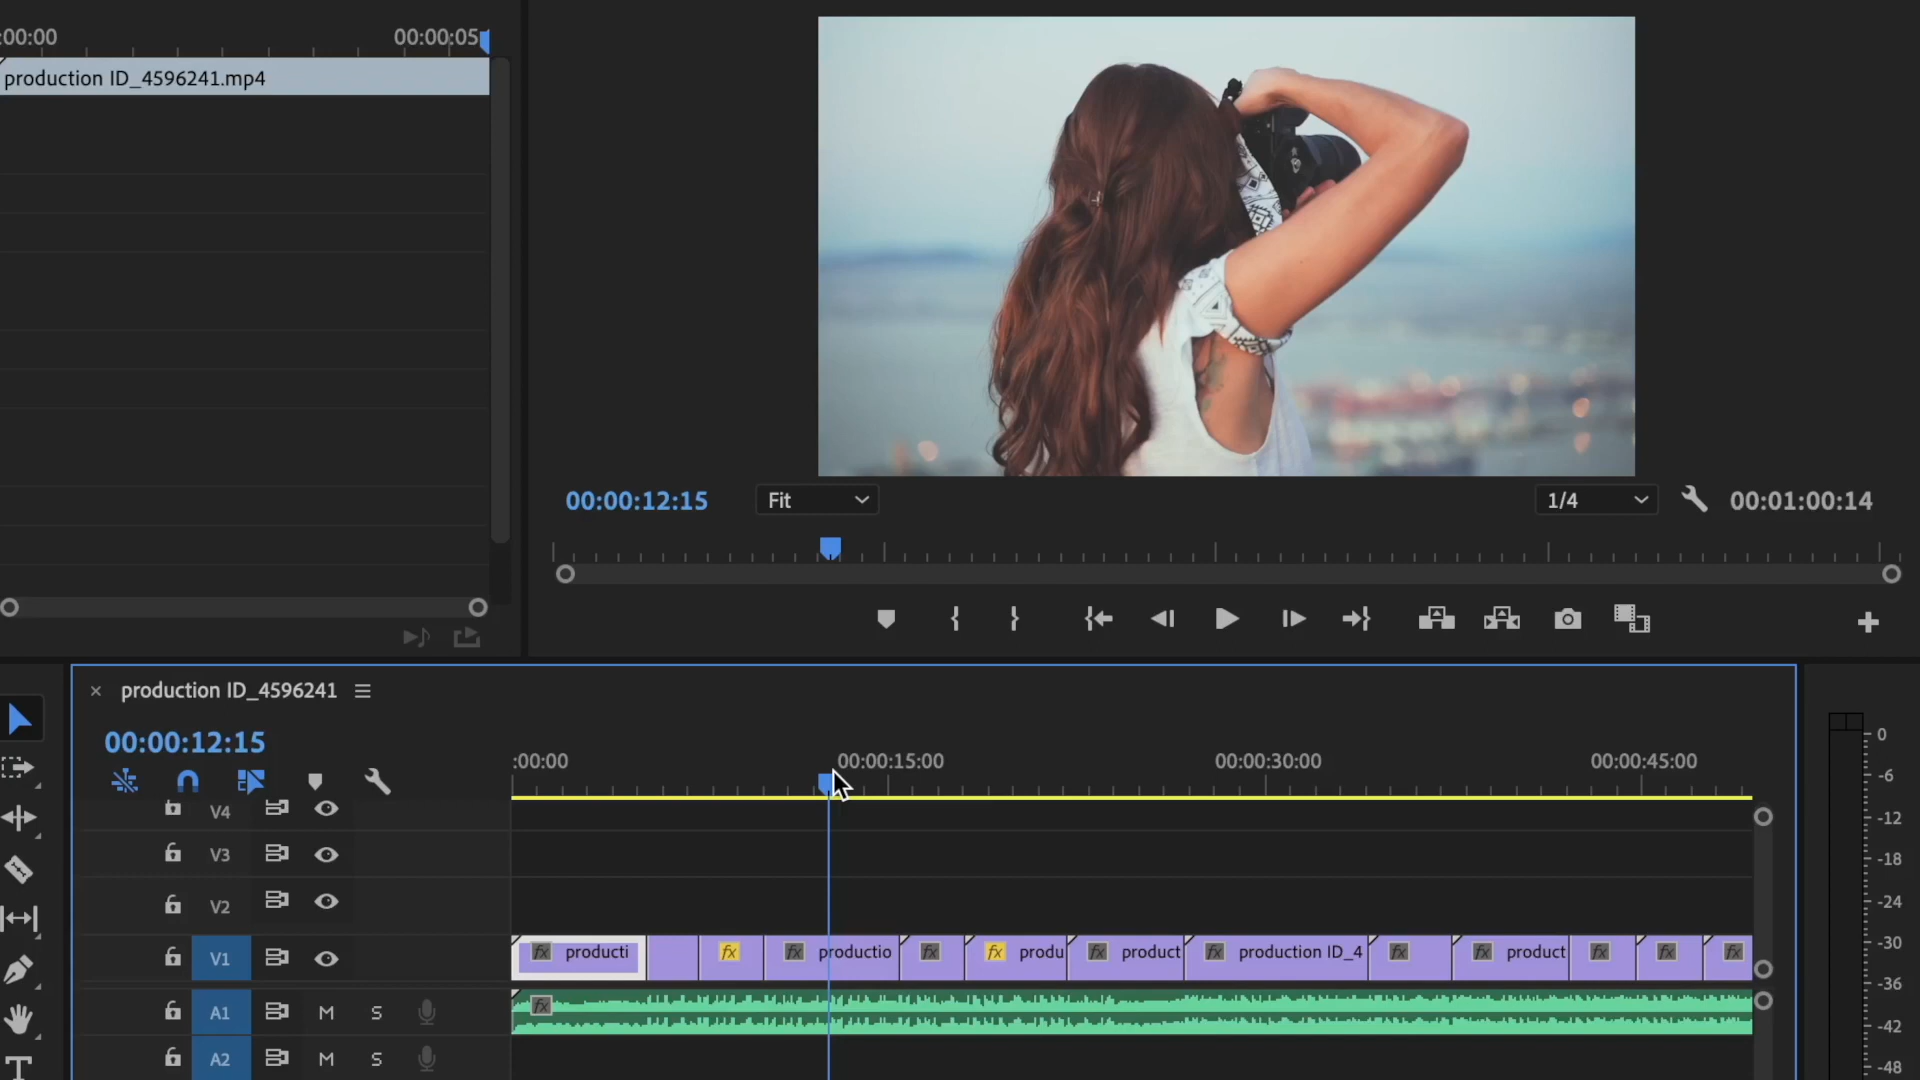 :00:00 00:00:05
production ID_4596241.mp4
00:00:12:15 Fit 1/4 00:01:00:14
× production ID_4596241
00:00:12:15
:00:00 00:00:15:00 00:00:30:00 00:00:45:00
V4
V3
V2
V1 fx producti fx fx productio fx fx produ fx product fx production ID_4 fx fx product fx fx fx
A1 M S fx
A2 M S
0
-6
-12
-18
-24
-30
-36
-42
-48